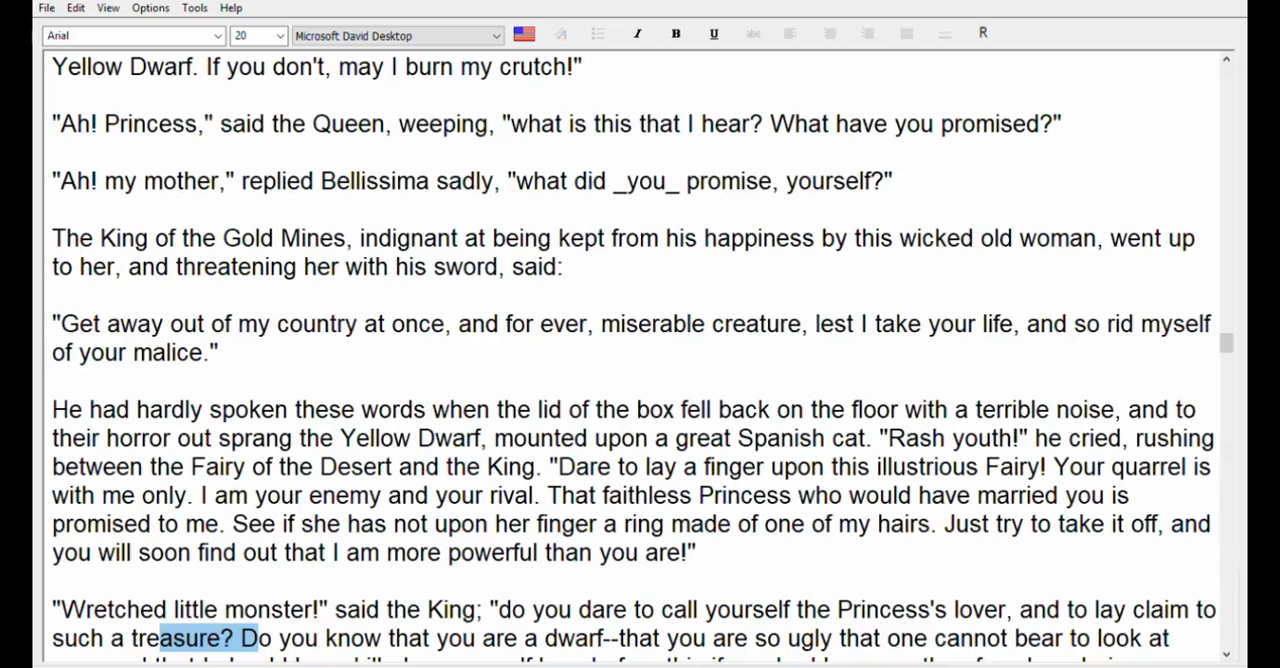 File Edit View Options Tools Help
Arial 20 Microsoft David Desktop I B U abc R
Yellow Dwarf. If you don't, may I burn my crutch!"
"Ah! Princess," said the Queen, weeping, "what is this that I hear? What have you promised?"
"Ah! my mother," replied Bellissima sadly, "what did _you_ promise, yourself?"
The King of the Gold Mines, indignant at being kept from his happiness by this wicked old woman, went up
to her, and threatening her with his sword, said:
"Get away out of my country at once, and for ever, miserable creature, lest I take your life, and so rid myself
of your malice."
He had hardly spoken these words when the lid of the box fell back on the floor with a terrible noise, and to
their horror out sprang the Yellow Dwarf, mounted upon a great Spanish cat. "Rash youth!" he cried, rushing
between the Fairy of the Desert and the King. "Dare to lay a finger upon this illustrious Fairy! Your quarrel is
with me only. I am your enemy and your rival. That faithless Princess who would have married you is
promised to me. See if she has not upon her finger a ring made of one of my hairs. Just try to take it off, and
you will soon find out that I am more powerful than you are!"
"Wretched little monster!" said the King; "do you dare to call yourself the Princess's lover, and to lay claim to
such a treasure? Do you know that you are a dwarf--that you are so ugly that one cannot bear to look at